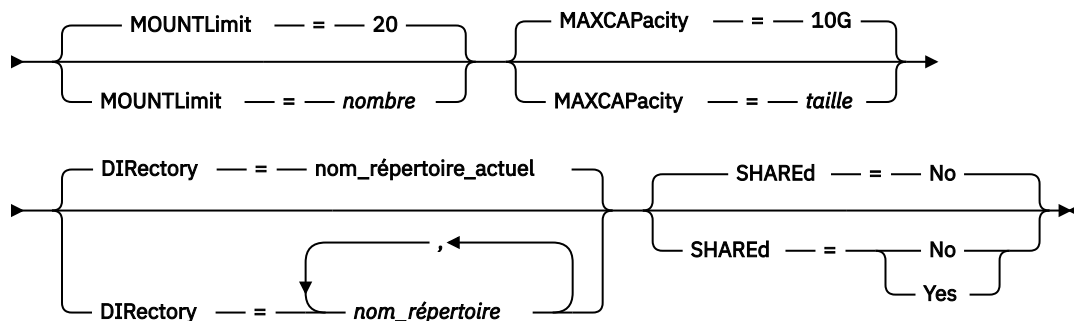 MOUNTLimit = 20
MAXCAPacity = 10G
MOUNTLimit = nombre
MAXCAPacity = taille
DIRectory = nom_répertoire_actuel
SHAREd = No
,
SHAREd = No
Yes
DIRectory = nom_répertoire